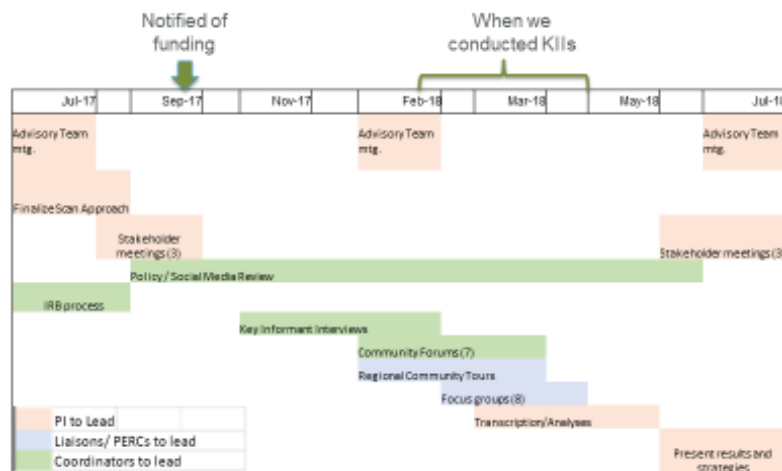 Notified of
funding
When we
conducted KIIs
Jul-17 Sep-17 Nov-17 Feb-18 Mar-18 May-18 Jul-18
Advisory Team
mtg.
Advisory Team
mtg.
Advisory Team
mtg.
Finalize Scan Approach
Stakeholder
meetings (3)
Stakeholder meetings (3
Policy / Social Media Review
IRB process
Key Informant Interviews
Community Forums (7)
Regional Community Tours
Focus groups (8)
Transcription/Analyses
PI to Lead
Liaisons/ PERCs to lead
Coordinators to lead
Present results and
strategies